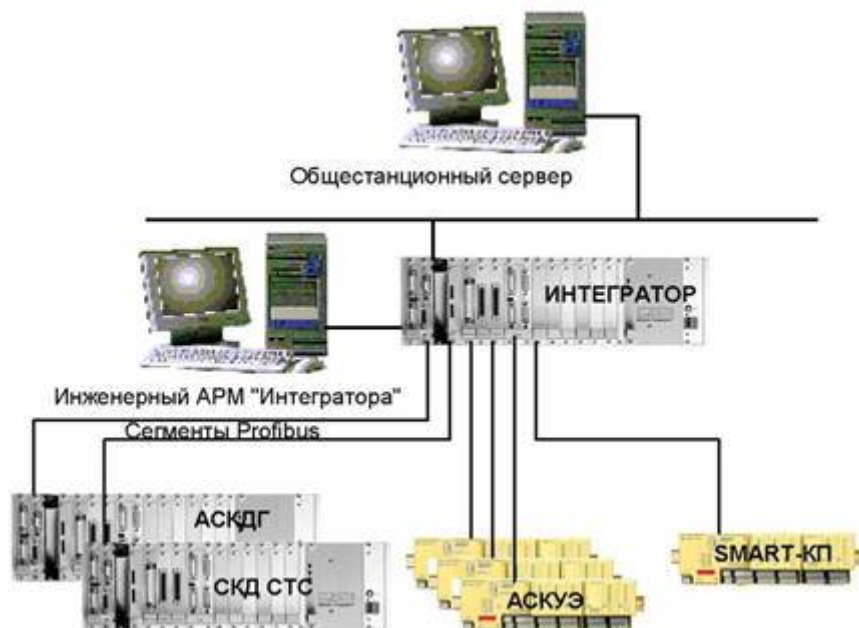 Общестанционный сервер
ИНТЕГРАТОР
Инженерный АРМ "Интегратора"
Сегменты Profibus
АСКДГ
СКД СТС
АСКУЭ
SMART-КП